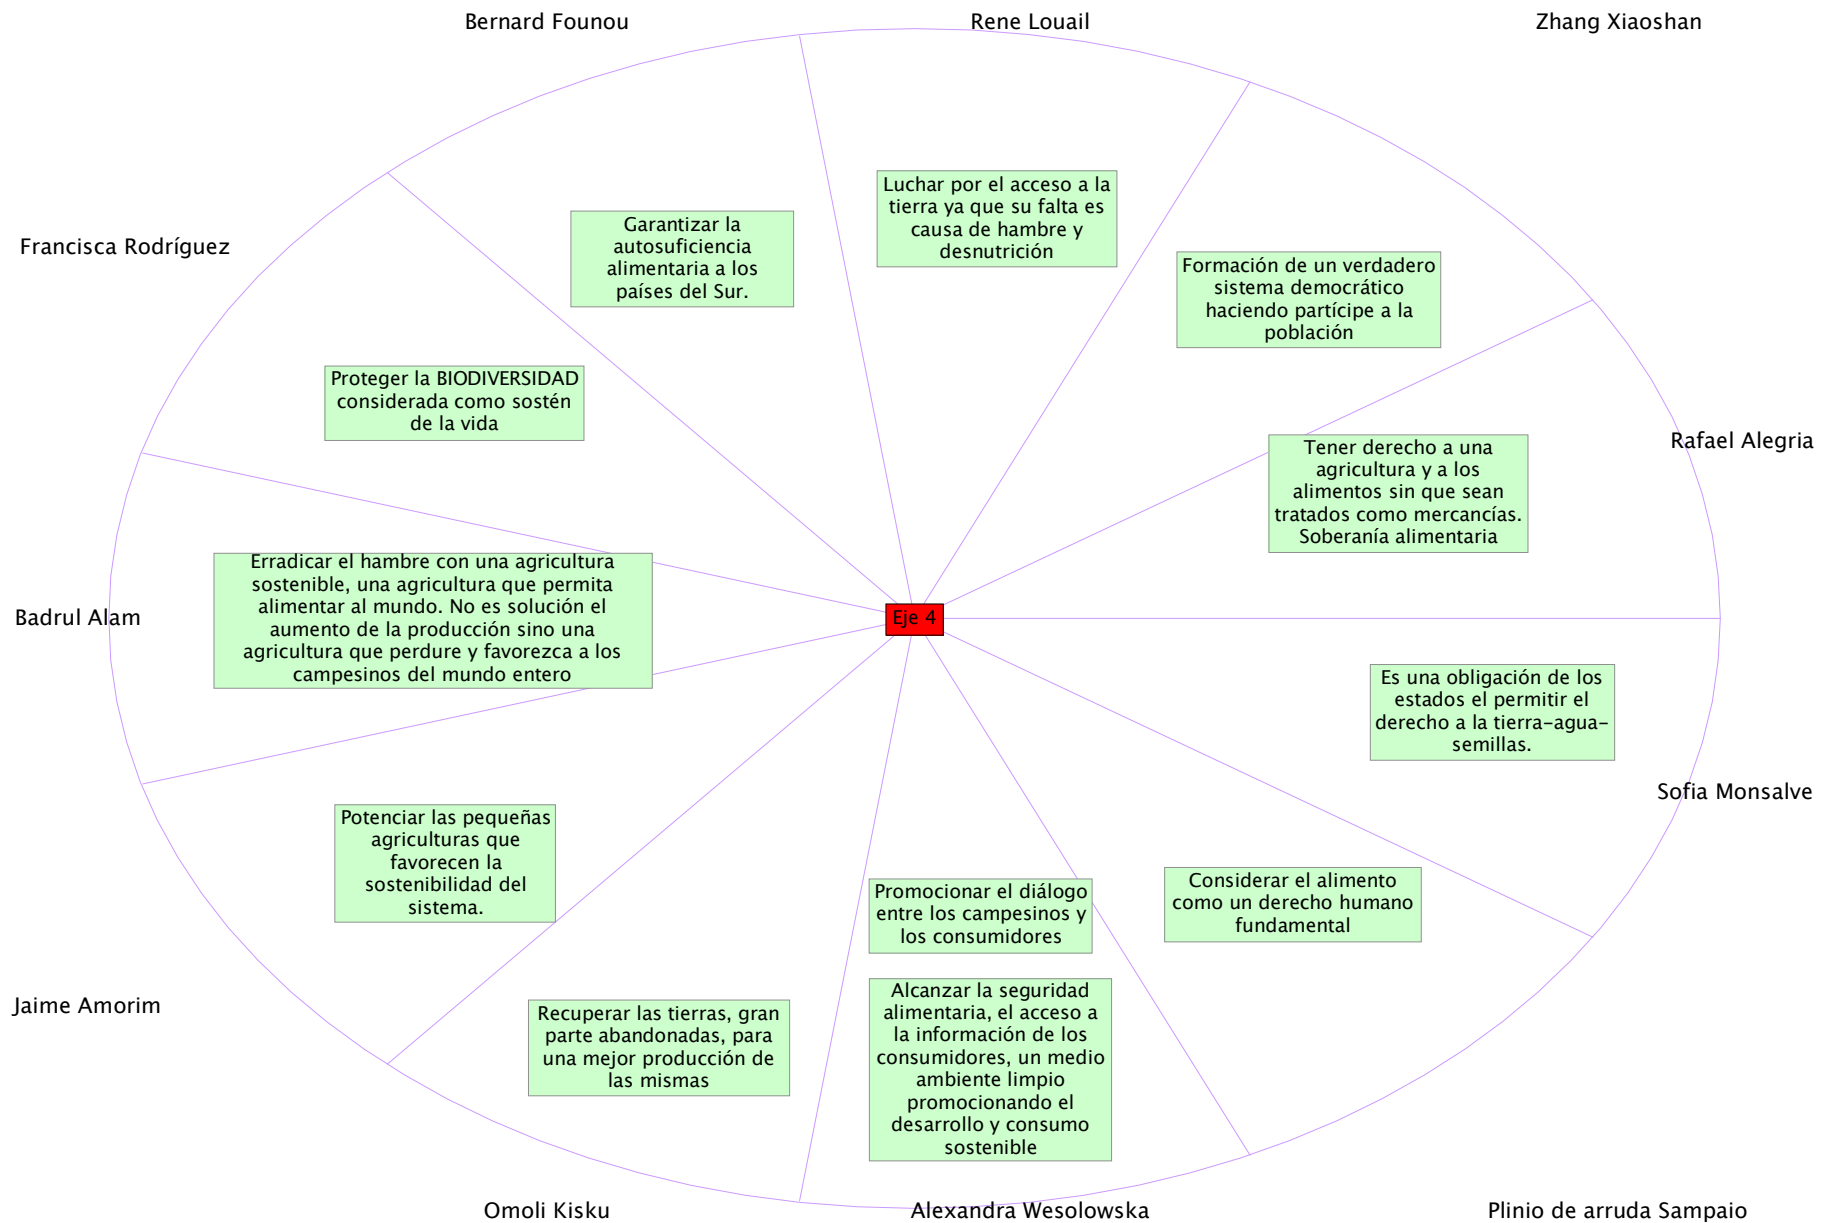 Bernard Founou
Rene Louail
Zhang Xiaoshan
Luchar por el acceso a la
tierra ya que su falta es
causa de hambre y
desnutrición
Garantizar la
autosuficiencia
alimentaria a los
países del Sur.
Francisca Rodríguez
Formación de un verdadero
sistema democrático
haciendo partícipe a la
población
Proteger la BIODIVERSIDAD
considerada como sostén
de la vida
Rafael Alegria
Tener derecho a una
agricultura y a los
alimentos sin que sean
tratados como mercancías.
Soberanía alimentaria
Badrul Alam
Erradicar el hambre con una agricultura
sostenible, una agricultura que permita
alimentar al mundo. No es solución el
aumento de la producción sino una
agricultura que perdure y favorezca a los
campesinos del mundo entero
Eje 4
Es una obligación de los
estados el permitir el
derecho a la tierra-agua-
semillas.
Sofia Monsalve
Potenciar las pequeñas
agriculturas que
favorecen la
sostenibilidad del
sistema.
Promocionar el diálogo
entre los campesinos y
los consumidores
Considerar el alimento
como un derecho humano
fundamental
Jaime Amorim
Recuperar las tierras, gran
parte abandonadas, para
una mejor producción de
las mismas
Alcanzar la seguridad
alimentaria, el acceso a
la información de los
consumidores, un medio
ambiente limpio
promocionando el
desarrollo y consumo
sostenible
Omoli Kisku
Alexandra Wesolowska
Plinio de arruda Sampaio